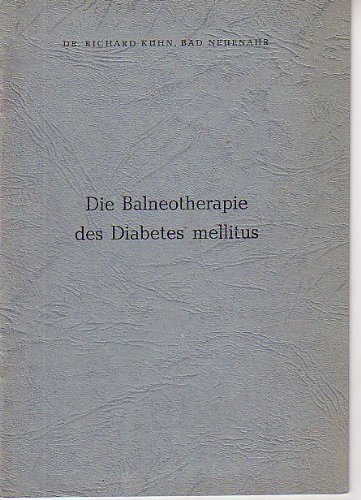 DR. RICHARD KÜHN, BAD NEUENAHR
Die Balneotherapie
des Diabetes mellitus